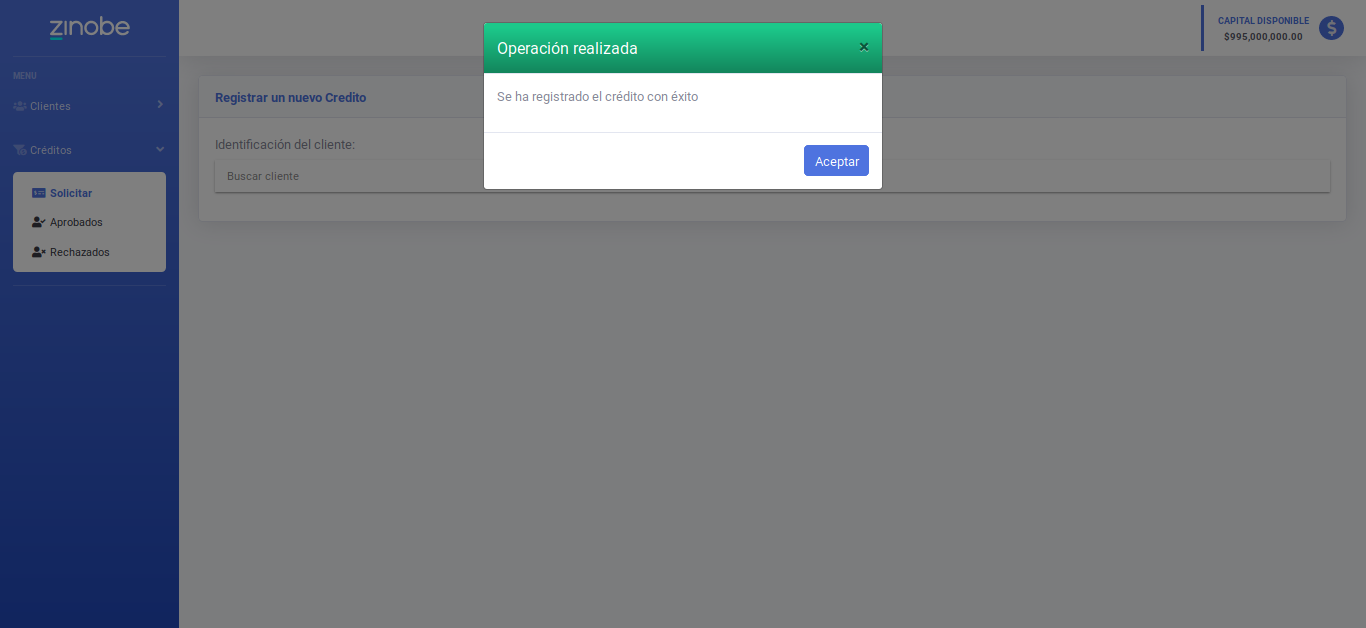 zinobe
MENU
Clientes
Créditos
Solicitar
Aprobados
Rechazados
CAPITAL DISPONIBLE
$995,000,000.00
$
Registrar un nuevo Credito
Identificación del cliente:
Buscar cliente
Operación realizada
×
Se ha registrado el crédito con éxito
Aceptar